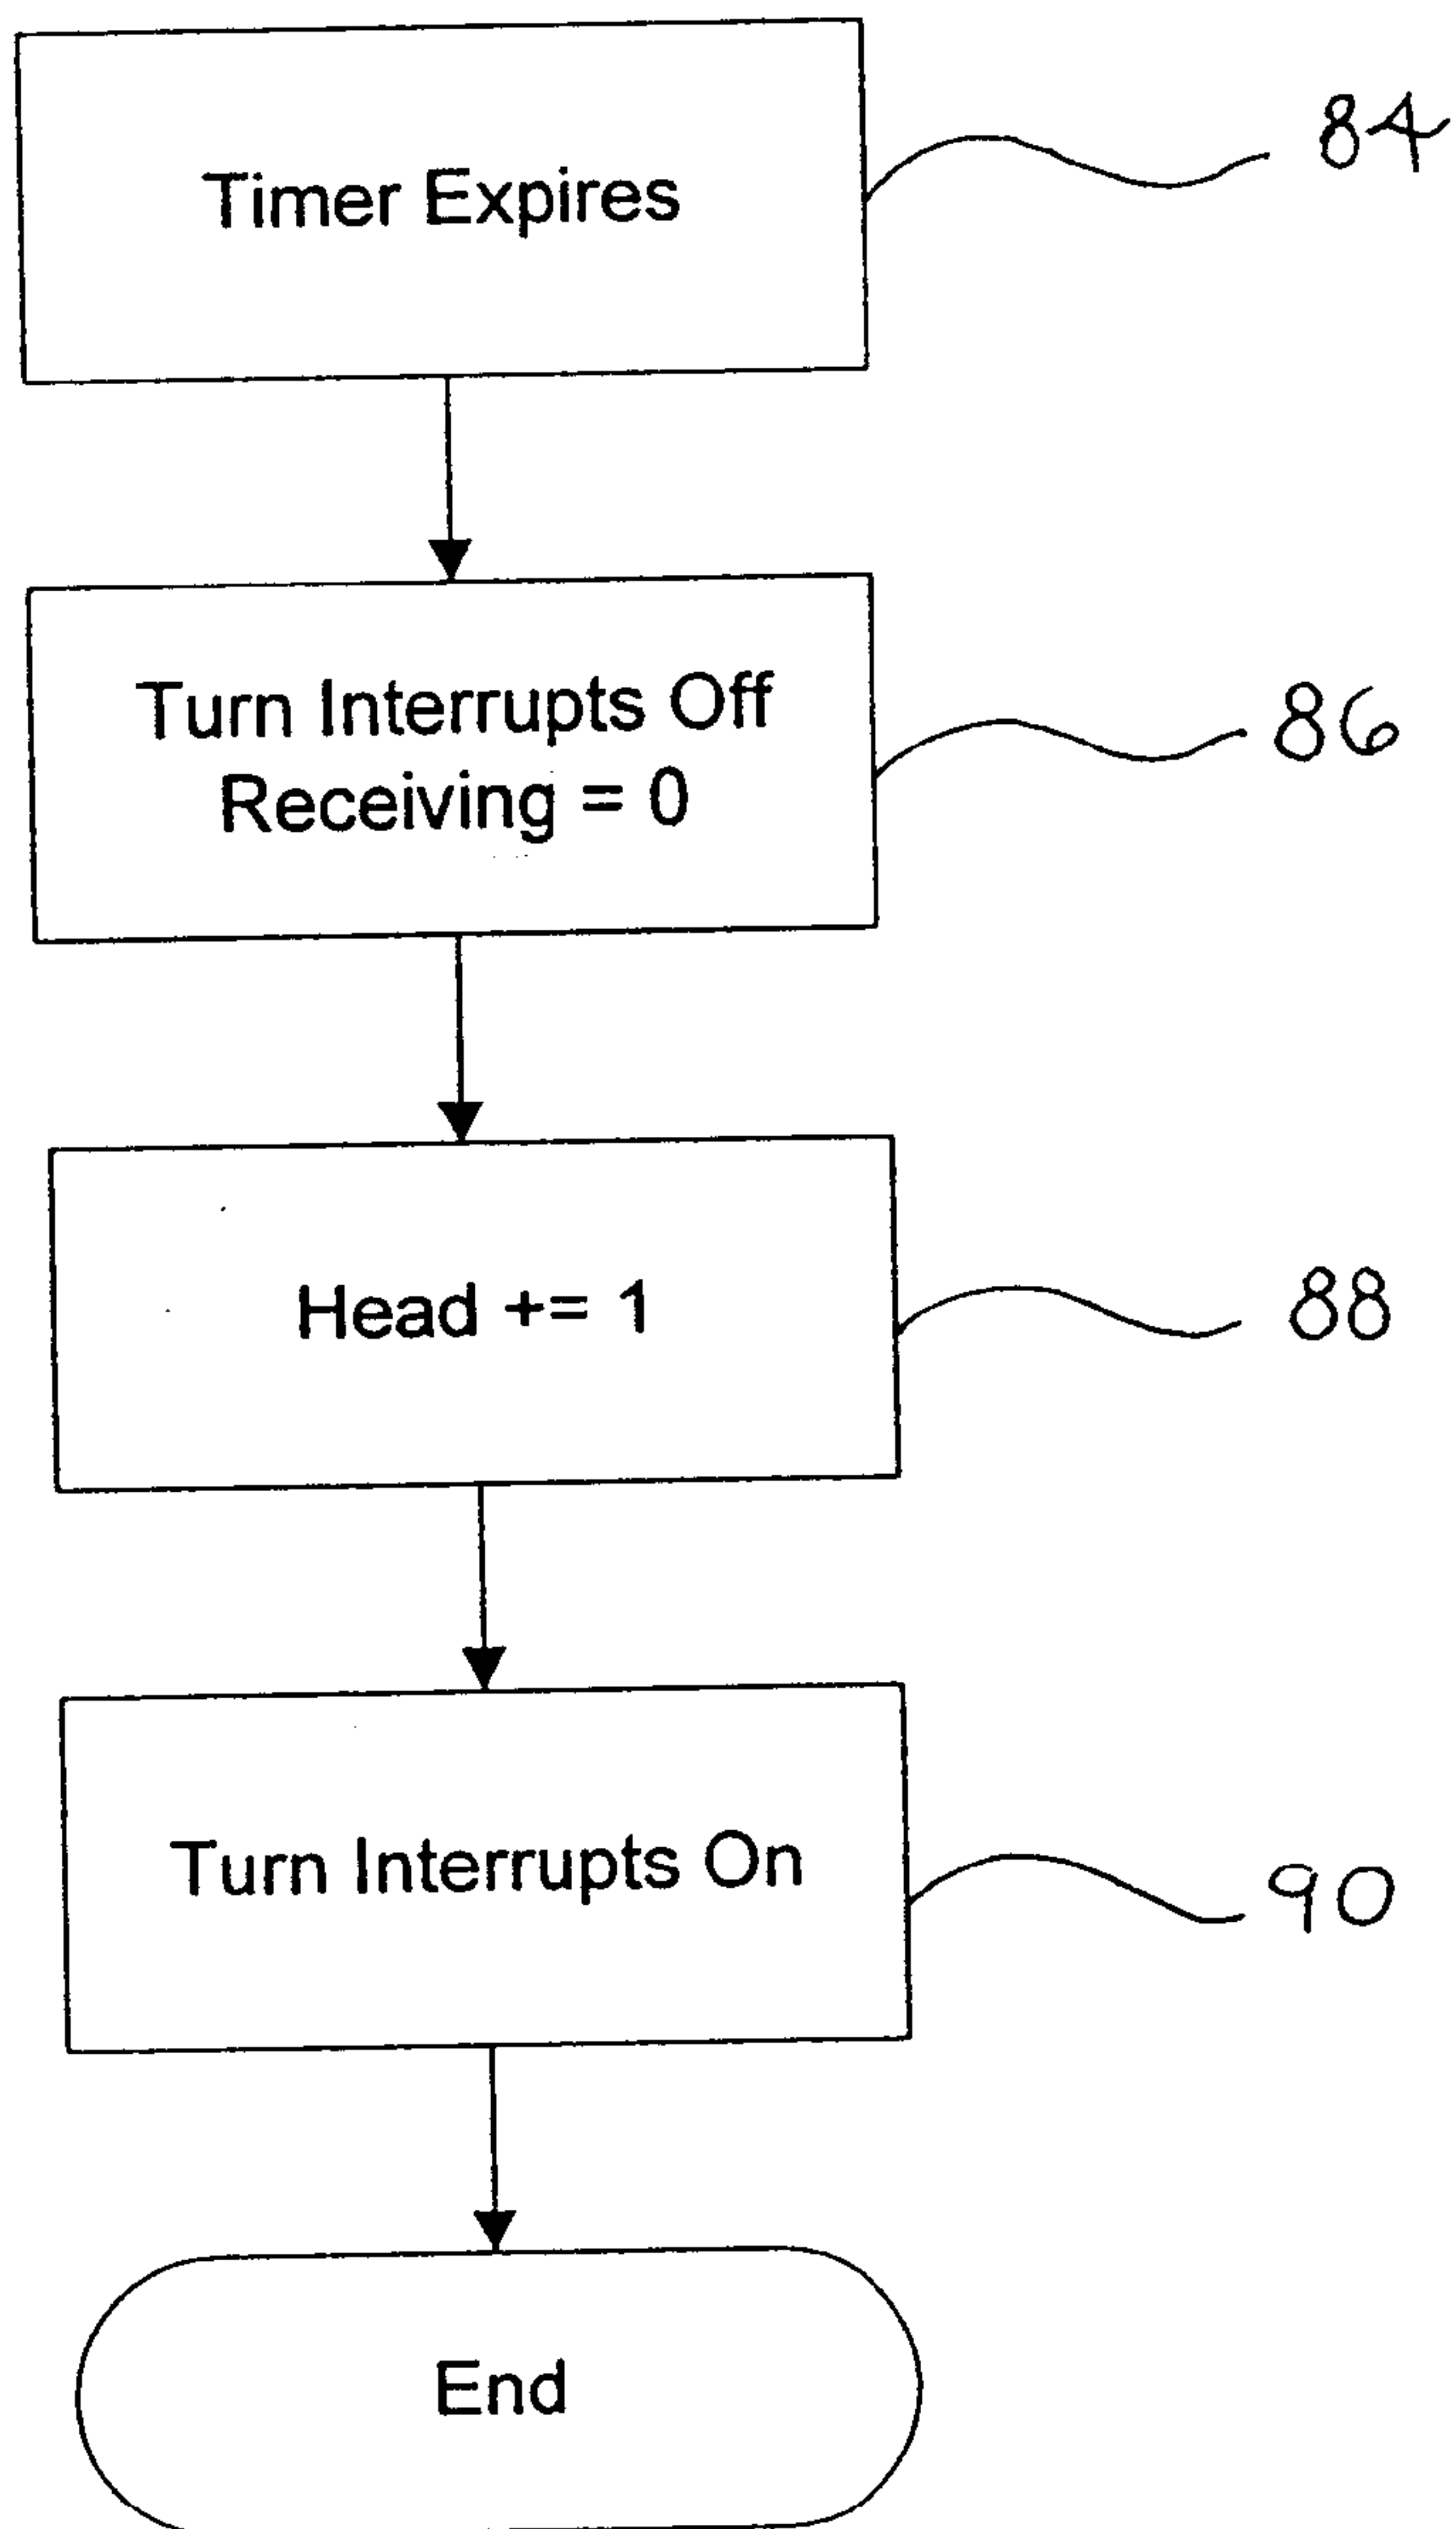 Timer Expires
84
Turn Interrupts Off
Receiving = 0
86
Head += 1
88
Turn Interrupts On
90
End